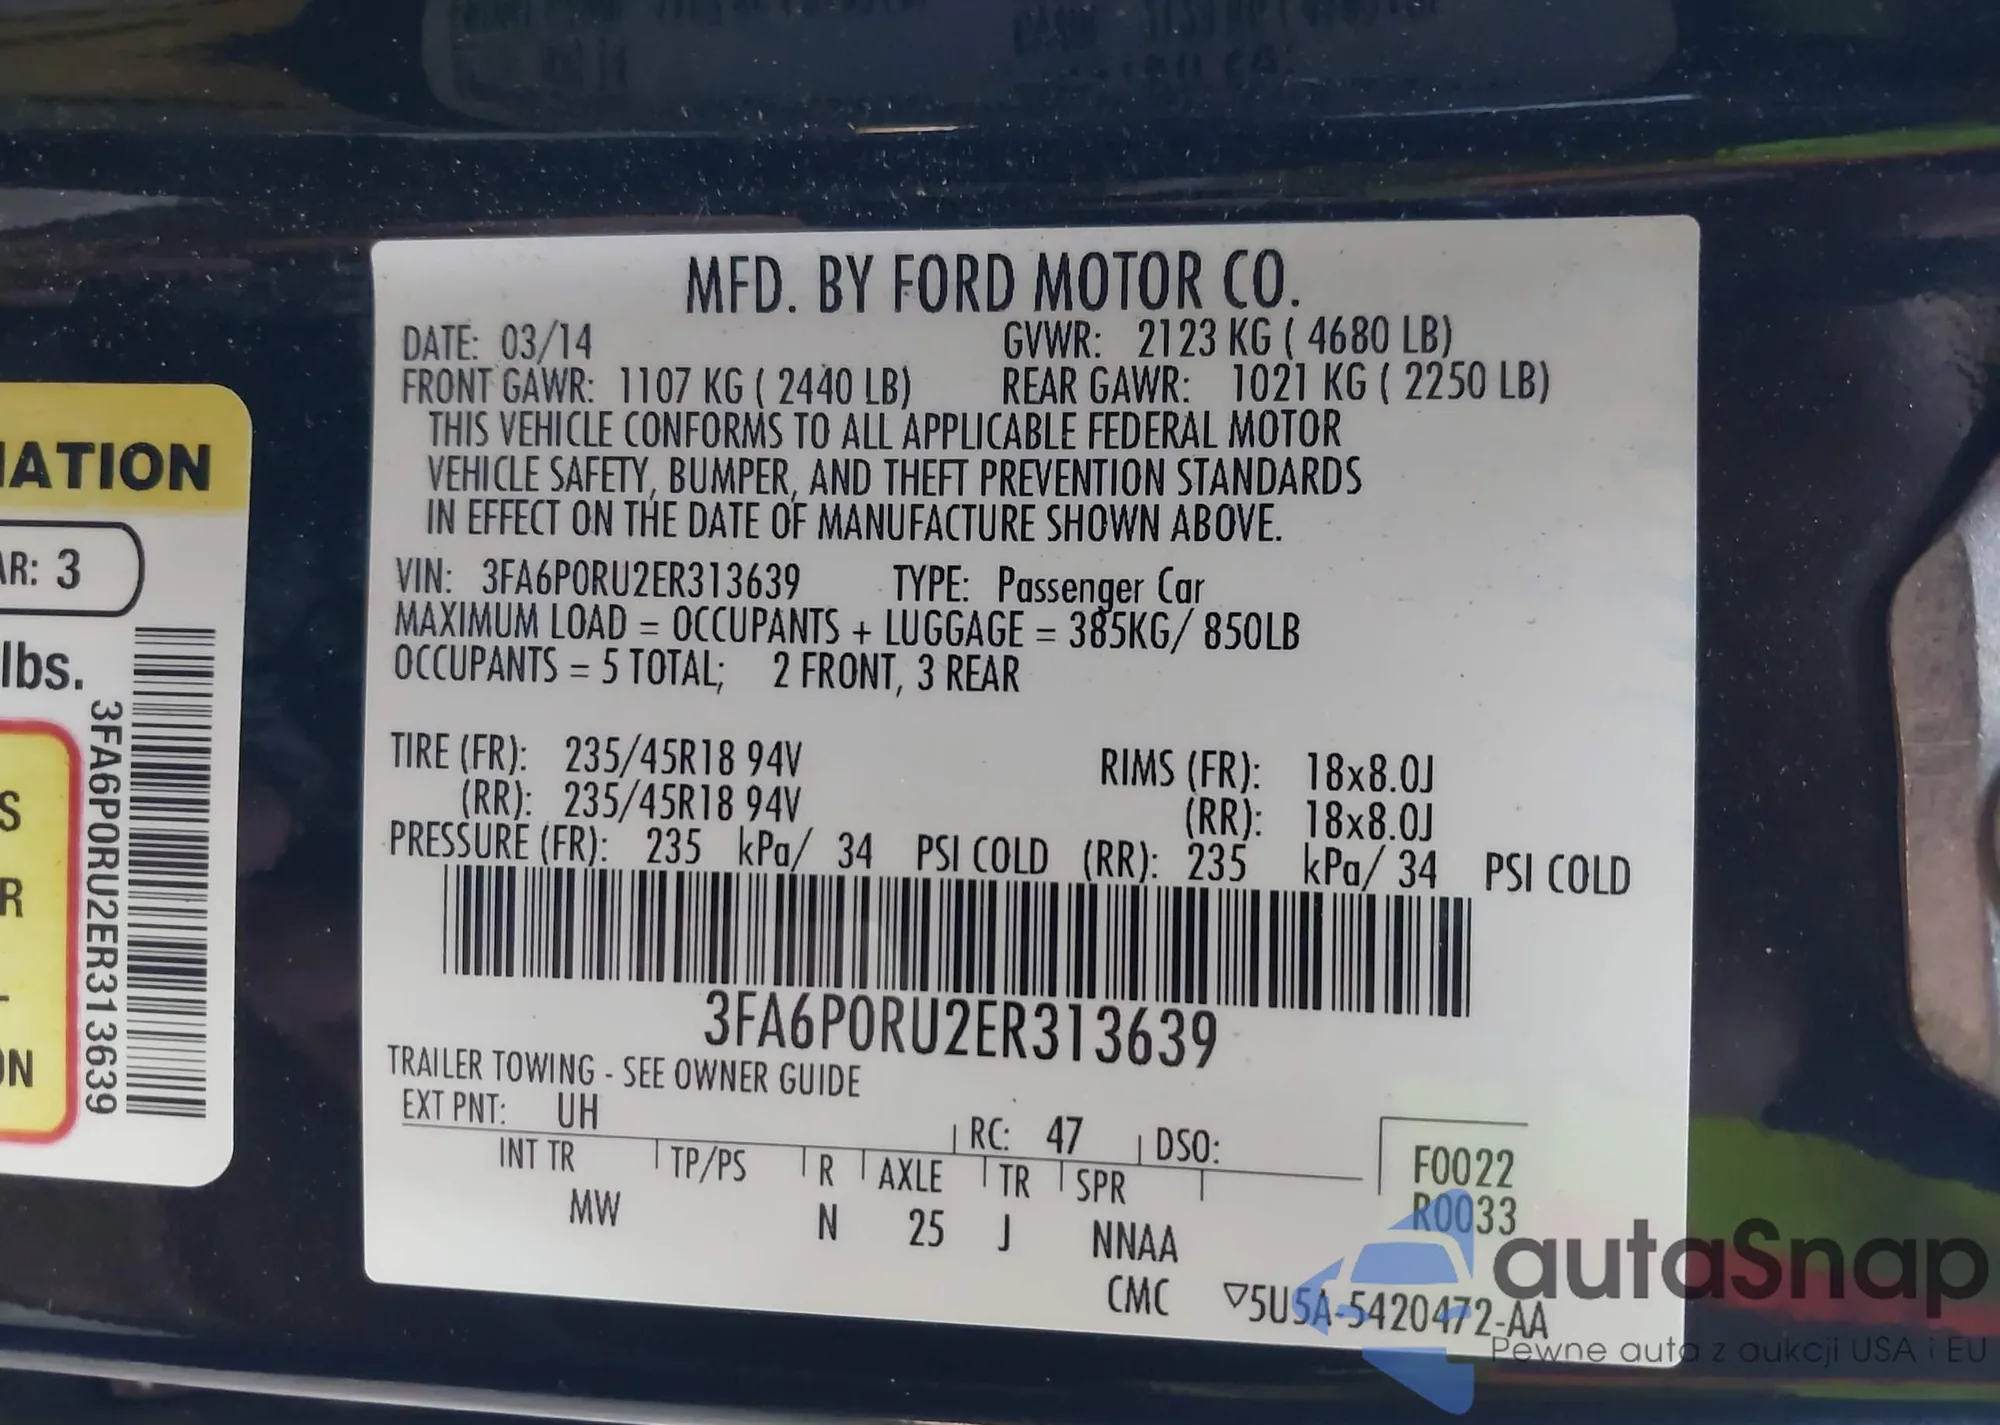 MFD. BY FORD MOTOR CO.
DATE: 03/14 GVWR: 2123 KG ( 4680 LB)
FRONT GAWR: 1107 KG ( 2440 LB) REAR GAWR: 1021 KG ( 2250 LB)
THIS VEHICLE CONFORMS TO ALL APPLICABLE FEDERAL MOTOR
VEHICLE SAFETY, BUMPER, AND THEFT PREVENTION STANDARDS
IN EFFECT ON THE DATE OF MANUFACTURE SHOWN ABOVE.
VIN: 3FA6P0RU2ER313639 TYPE: Passenger Car
MAXIMUM LOAD = OCCUPANTS + LUGGAGE = 385KG/ 850LB
OCCUPANTS = 5 TOTAL; 2 FRONT, 3 REAR
TIRE (FR): 235/45R18 94V RIMS (FR): 18x8.0J
(RR): 235/45R18 94V (RR): 18x8.0J
PRESSURE (FR): 235 kPa/ 34 PSI COLD (RR): 235 kPa/ 34 PSI COLD
3FA6P0RU2ER313639
TRAILER TOWING - SEE OWNER GUIDE
EXT PNT: UH RC: 47 DSO:
INT TR TP/PS R AXLE TR SPR
MW N 25 J NNAA
F0022
R0033
CMC ▽5U5A-5420472-AA
IATION
AR: 3
lbs.
3FA6P0RU2ER313639
S
R
ON
autaSnap
Pewne auta z aukcji USA i EU